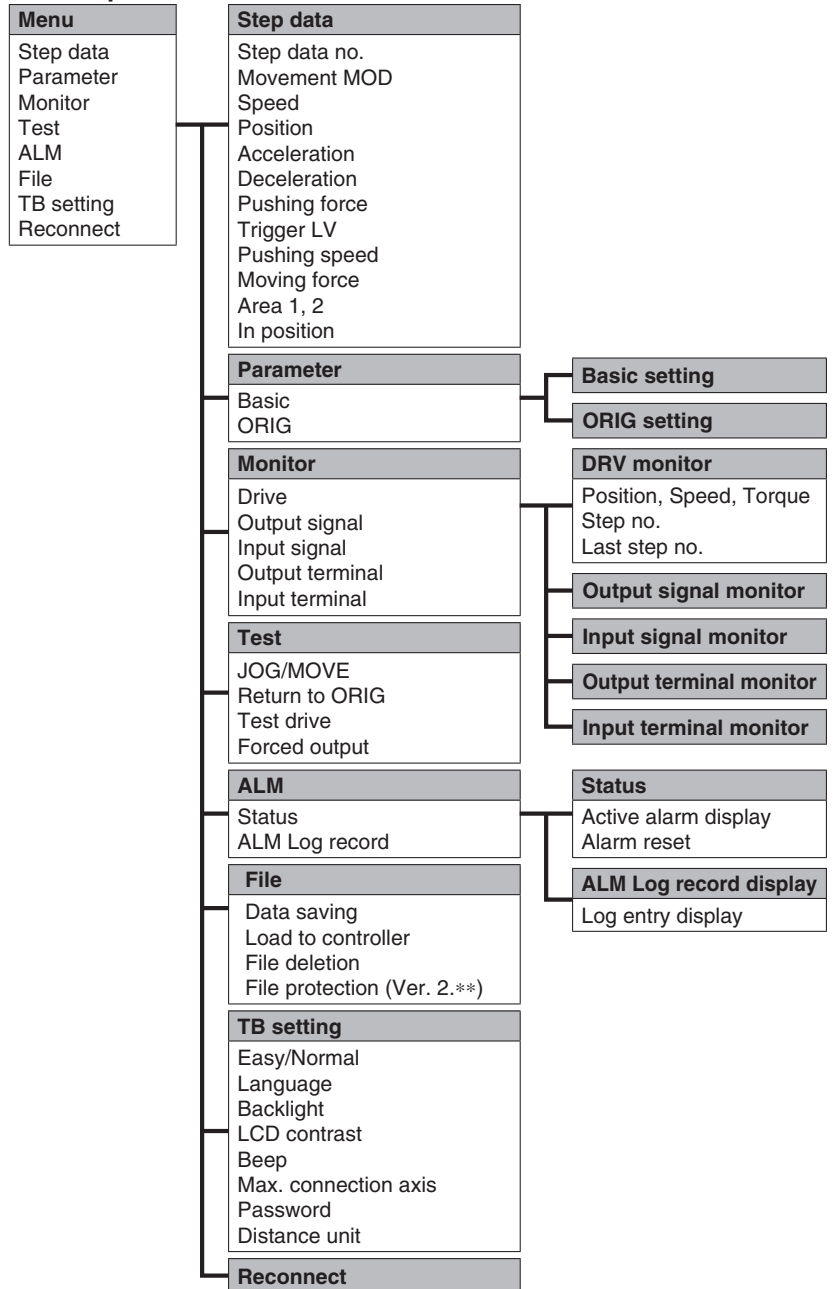 Menu
Step data
Parameter
Monitor
Test
ALM
File
TB setting
Reconnect
Step data
Step data no.
Movement MOD
Speed
Position
Acceleration
Deceleration
Pushing force
Trigger LV
Pushing speed
Moving force
Area 1, 2
In position
Parameter
Basic
ORIG
Basic setting
ORIG setting
Monitor
Drive
Output signal
Input signal
Output terminal
Input terminal
DRV monitor
Position, Speed, Torque
Step no.
Last step no.
Output signal monitor
Input signal monitor
Output terminal monitor
Input terminal monitor
Test
JOG/MOVE
Return to ORIG
Test drive
Forced output
ALM
Status
ALM Log record
Status
Active alarm display
Alarm reset
ALM Log record display
Log entry display
File
Data saving
Load to controller
File deletion
File protection (Ver. 2.**)
TB setting
Easy/Normal
Language
Backlight
LCD contrast
Beep
Max. connection axis
Password
Distance unit
Reconnect